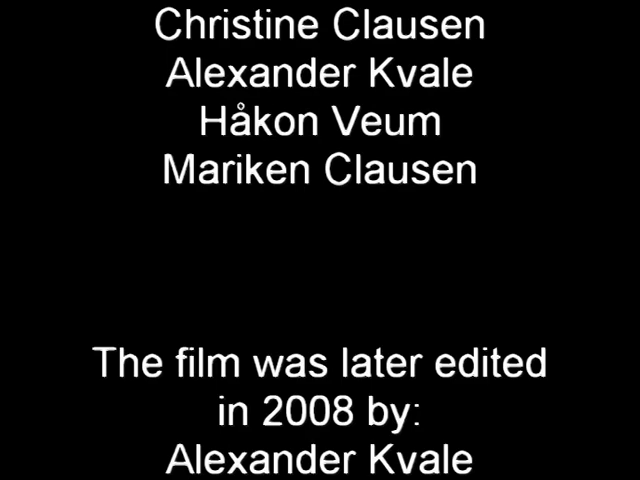 Christine Clausen
Alexander Kvale
Håkon Veum
Mariken Clausen
The film was later edited
in 2008 by:
Alexander Kvale